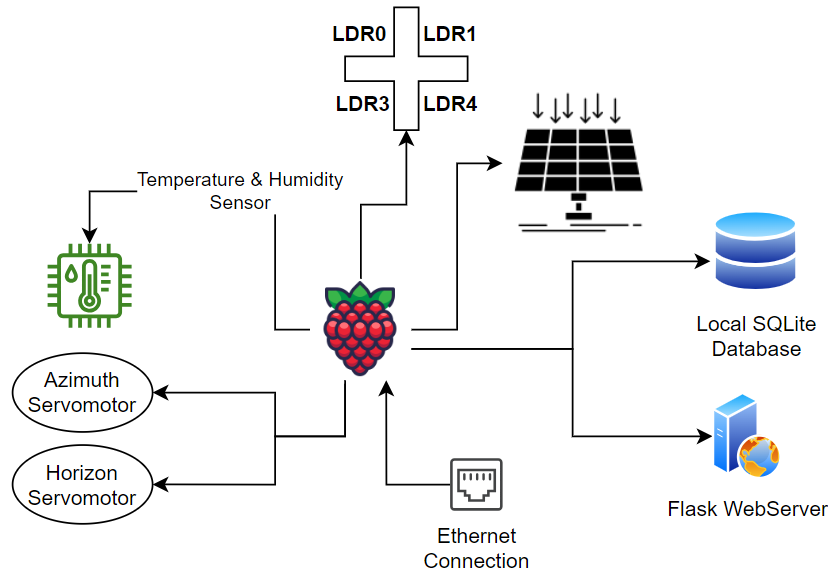 LDR0 LDR1
LDR3 LDR4
Temperature & Humidity
Sensor
Local SQLite
Database
Azimuth
Servomotor
Horizon
Servomotor
Flask WebServer
Ethernet
Connection